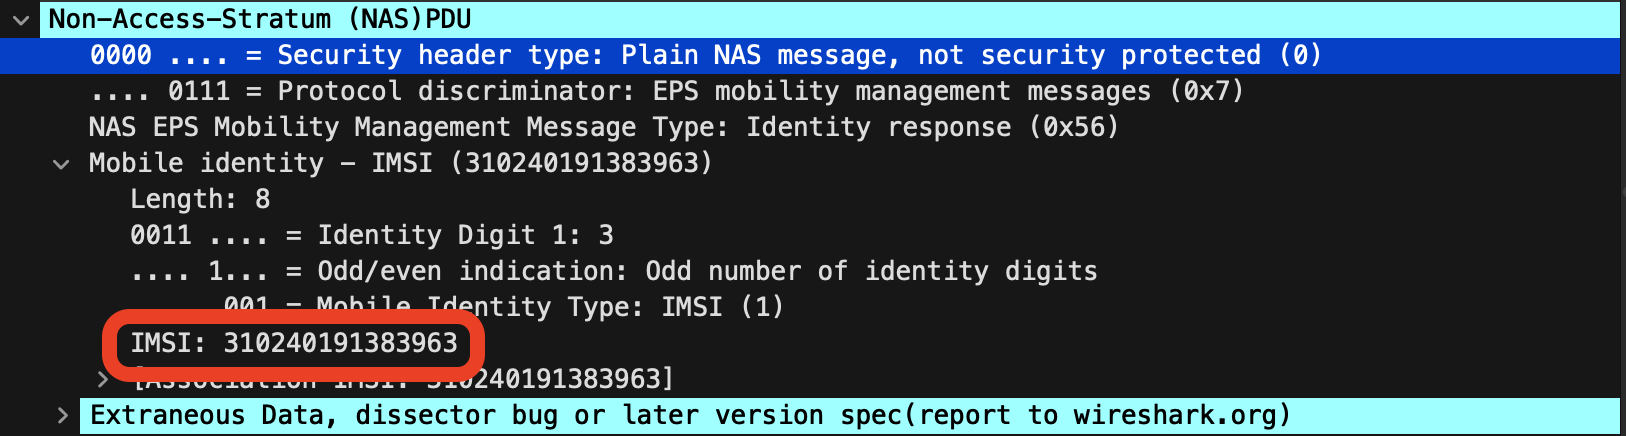 Non-Access-Stratum (NAS)PDU
0000 .... = Security header type: Plain NAS message, not security protected (0)
.... 0111 = Protocol discriminator: EPS mobility management messages (0x7)
NAS EPS Mobility Management Message Type: Identity response (0x56)
Mobile identity - IMSI (310240191383963)
Length: 8
0011 .... = Identity Digit 1: 3
.... 1... = Odd/even indication: Odd number of identity digits
001 = Mobile Identity Type: IMSI (1)
IMSI: 310240191383963
[Association IMSI: 310240191383963]
Extraneous Data, dissector bug or later version spec(report to wireshark.org)